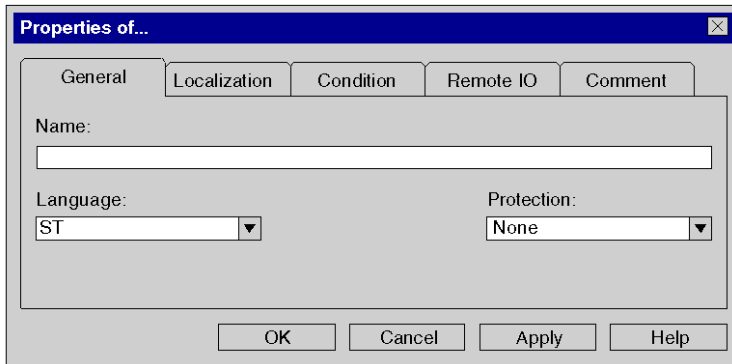 Properties of...
General Localization Condition Remote IO Comment
Name:
Language: Protection:
ST None
OK Cancel Apply Help